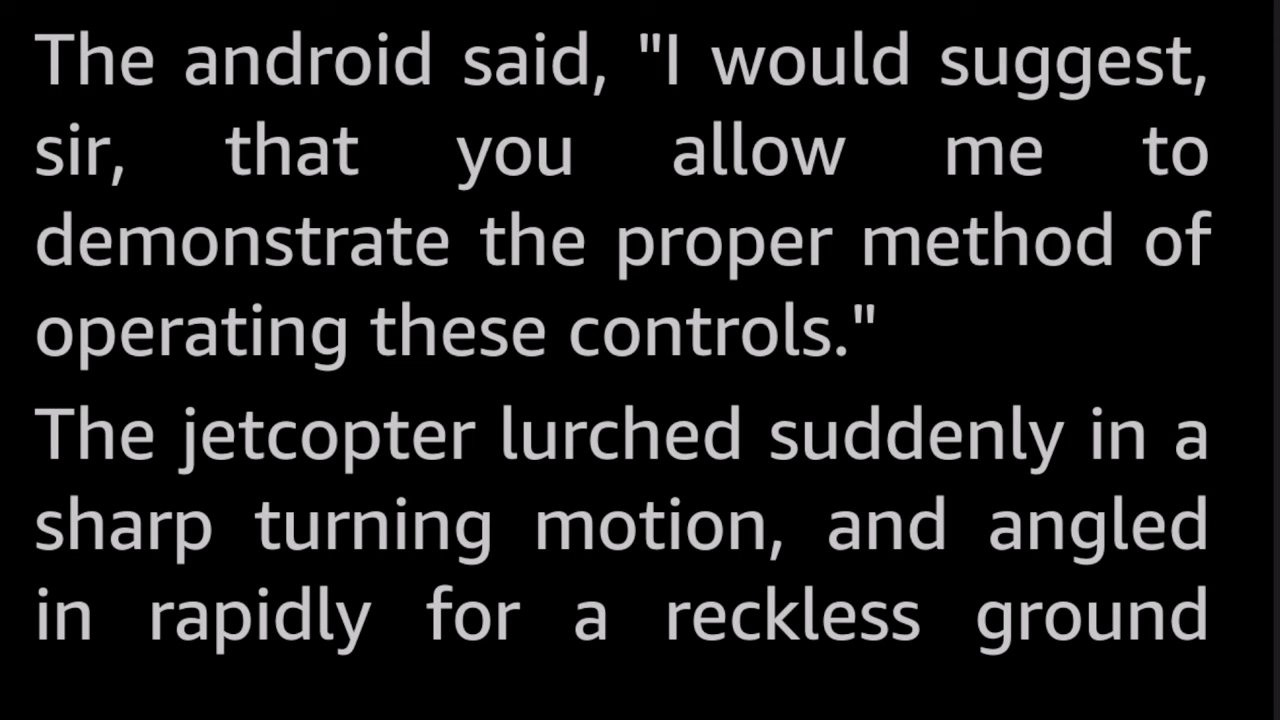 The android said, "I would suggest,
sir, that you allow me to
demonstrate the proper method of
operating these controls."
The jetcopter lurched suddenly in a
sharp turning motion, and angled
in rapidly for a reckless ground